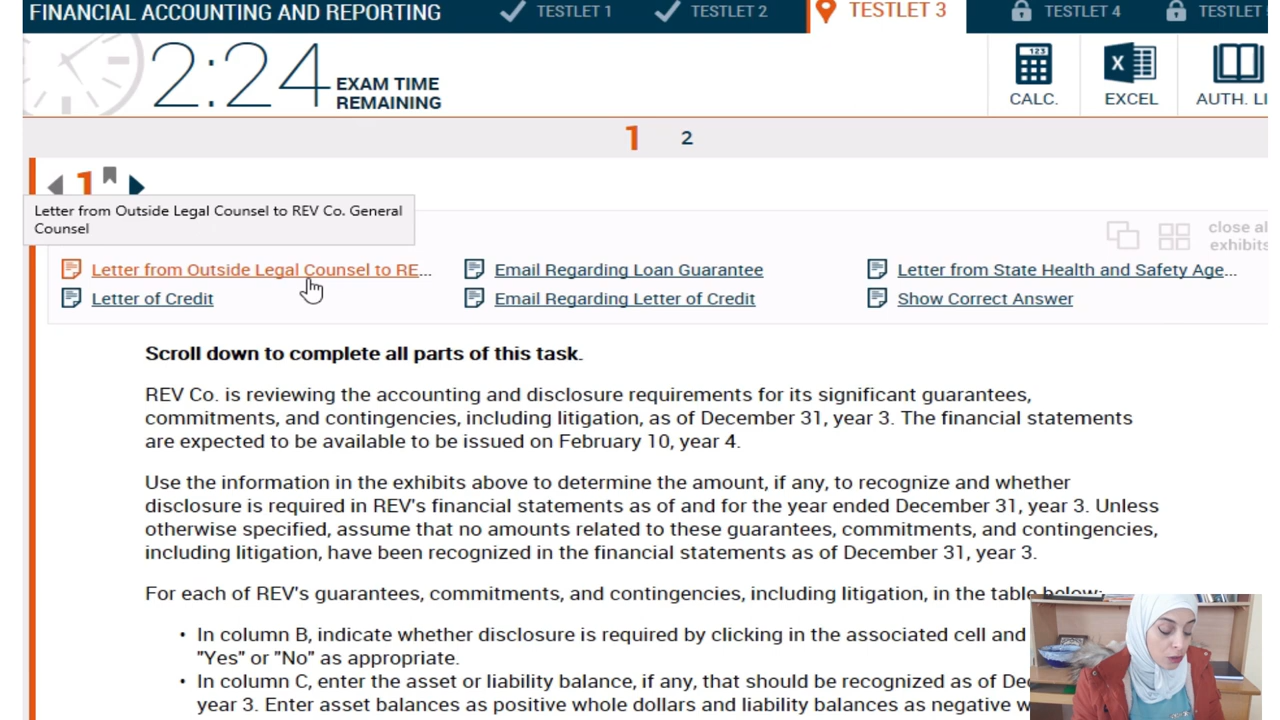 FINANCIAL ACCOUNTING AND REPORTING TESTLET 1 TESTLET 2 TESTLET 3 TESTLET 4 TESTLET
2:24 EXAM TIME REMAINING
123
X
CALC. EXCEL AUTH. LI
1 2
1
Letter from Outside Legal Counsel to REV Co. General
Counsel
close al
exhibits
Letter from Outside Legal Counsel to RE... Email Regarding Loan Guarantee Letter from State Health and Safety Age...
Letter of Credit Email Regarding Letter of Credit Show Correct Answer
Scroll down to complete all parts of this task.
REV Co. is reviewing the accounting and disclosure requirements for its significant guarantees,
commitments, and contingencies, including litigation, as of December 31, year 3. The financial statements
are expected to be available to be issued on February 10, year 4.
Use the information in the exhibits above to determine the amount, if any, to recognize and whether
disclosure is required in REV's financial statements as of and for the year ended December 31, year 3. Unless
otherwise specified, assume that no amounts related to these guarantees, commitments, and contingencies,
including litigation, have been recognized in the financial statements as of December 31, year 3.
For each of REV's guarantees, commitments, and contingencies, including litigation, in the table below:
• In column B, indicate whether disclosure is required by clicking in the associated cell and
"Yes" or "No" as appropriate.
• In column C, enter the asset or liability balance, if any, that should be recognized as of De
year 3. Enter asset balances as positive whole dollars and liability balances as negative w